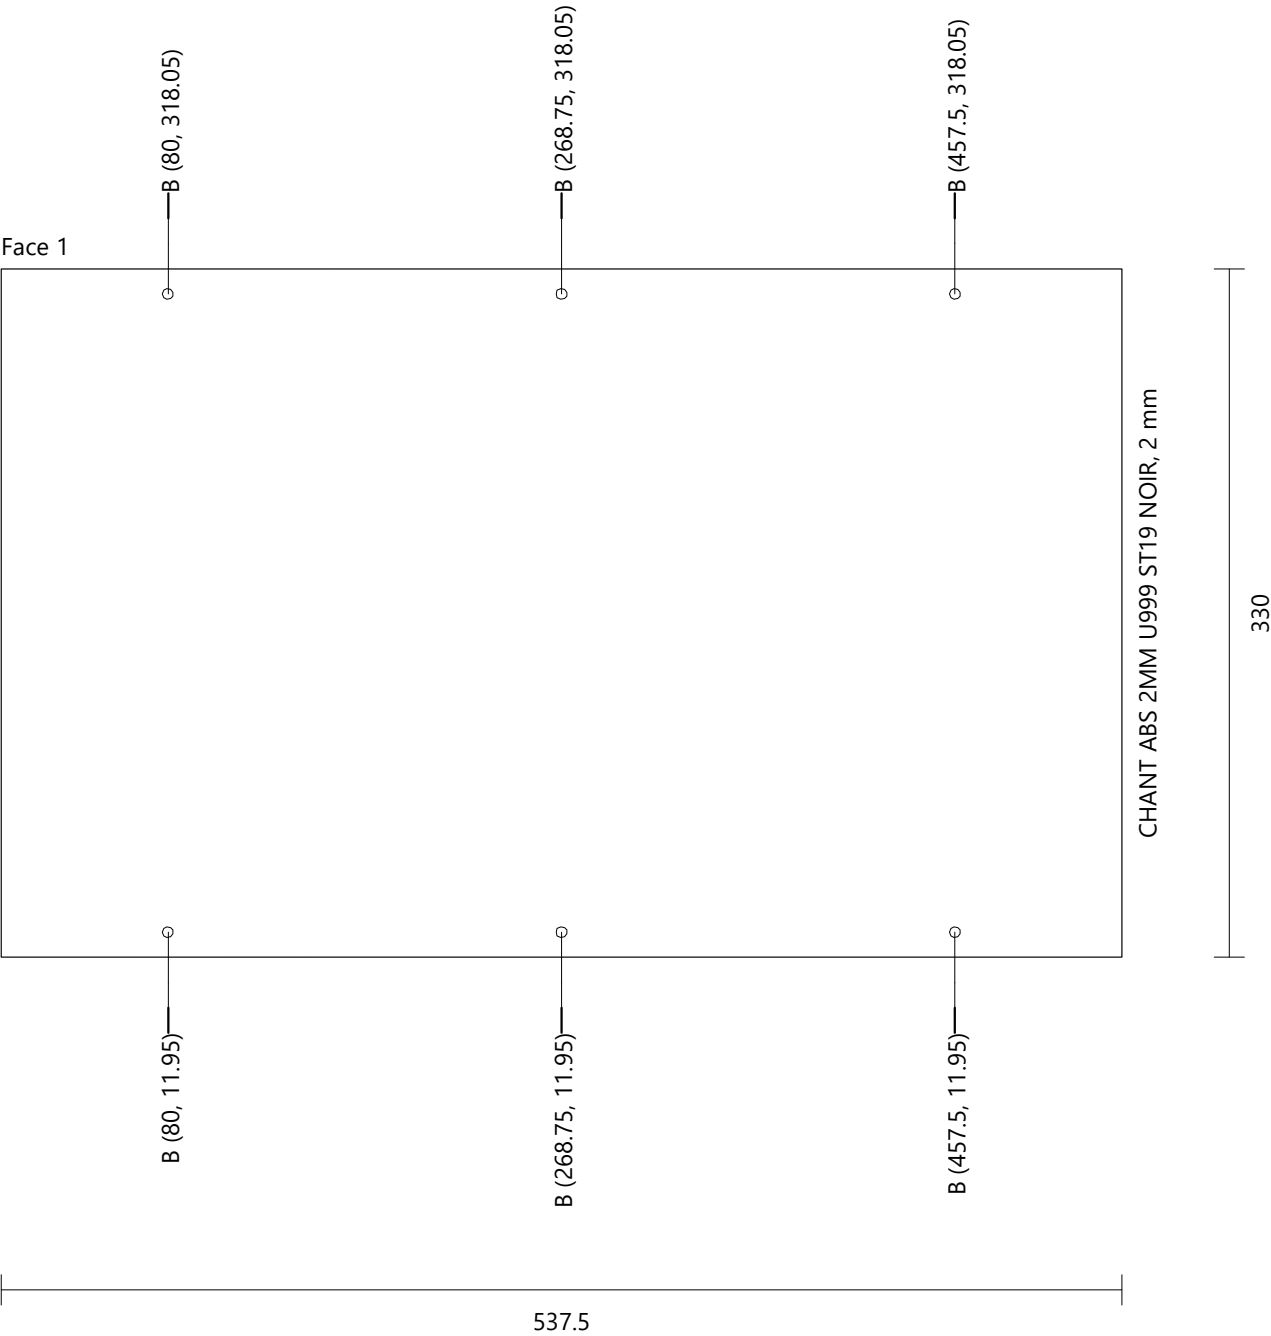 B (80, 318.05)
B (268.75, 318.05)
B (457.5, 318.05)
Face 1
CHANT ABS 2MM U999 ST19 NOIR, 2 mm
330
B (80, 11.95)
B (268.75, 11.95)
B (457.5, 11.95)
537.5